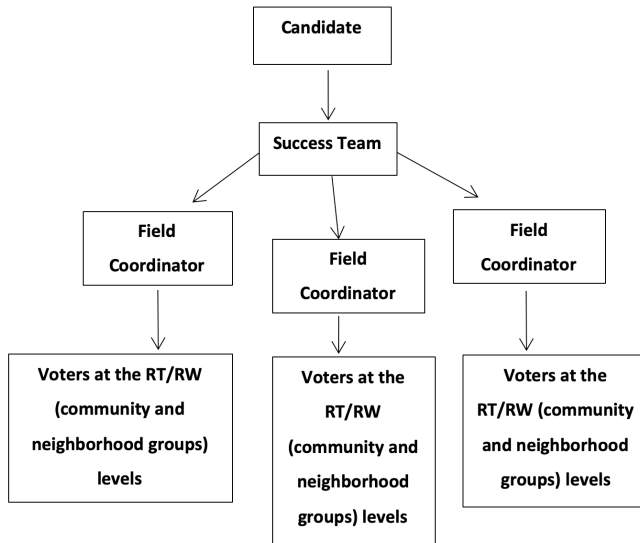 Candidate
Success Team
Field
Coordinator
Field
Coordinator
Field
Coordinator
Voters at the RT/RW
(community and
neighborhood groups)
levels
Voters at the
RT/RW
(community and
neighborhood
groups) levels
Voters at the
RT/RW (community
and neighborhood
groups) levels